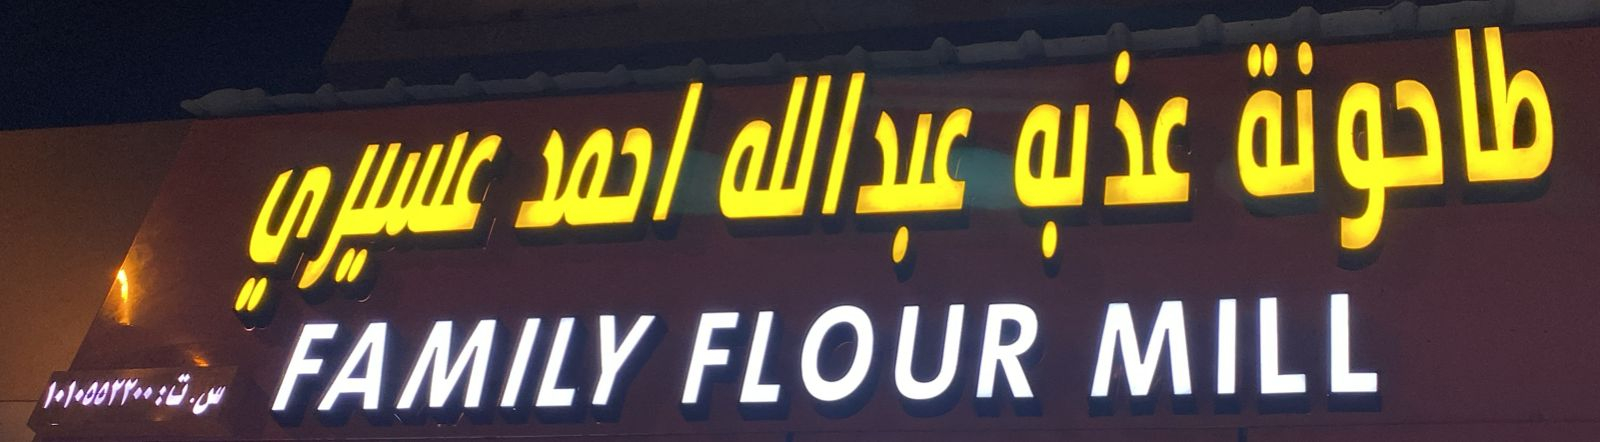 طاحونة عذبه عبدالله احمد عسيري
FAMILY FLOUR MILL
س.ت: ١٠١٠٥٥٢٢٠٠